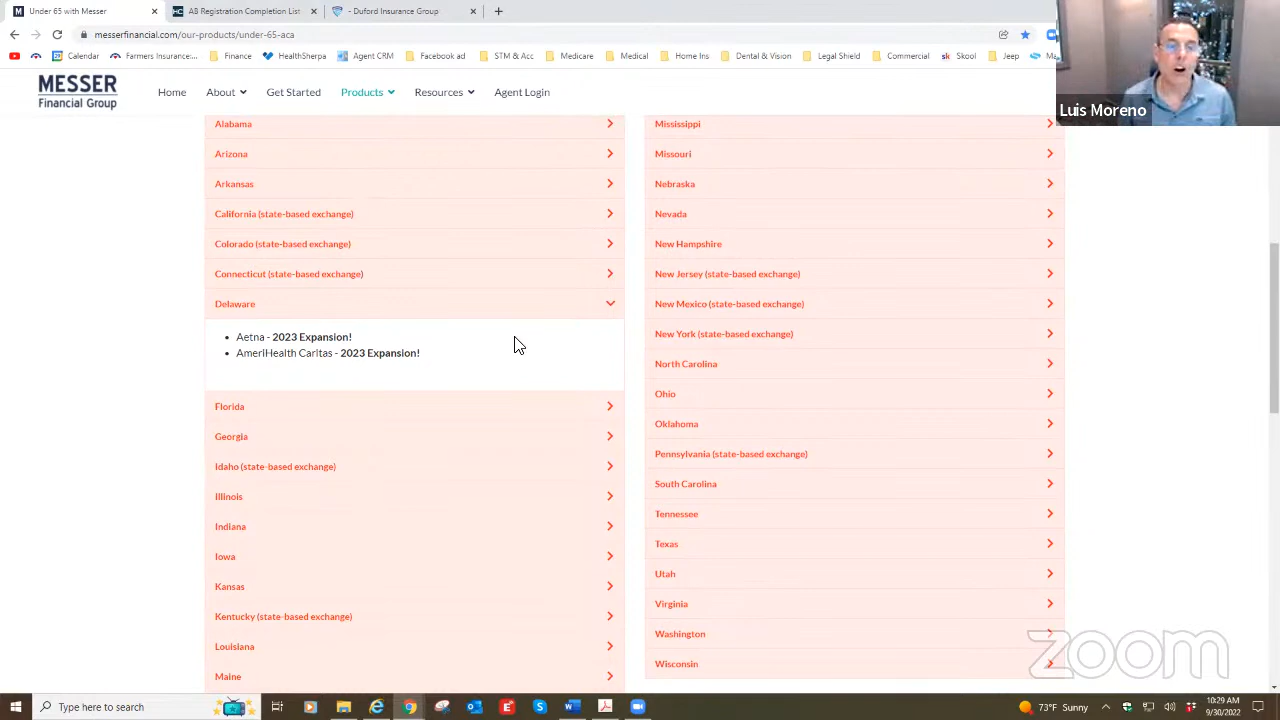 Under 65 with Messer
AB Registration Completion List
- Duford Insurance Group
messerfinancial.com/our-products/under-65-aca
Calendar
Farmers Insurance:...
Finance
HealthSherpa
Agent CRM
Facebook ad
STM & Acc
Medicare
Medical
Home Ins
Dental & Vision
Legal Shield
Commercial
Skool
Jeep
Ma
MESSER
Financial Group
Home
About
Get Started
Products
Resources
Agent Login
Luis Moreno
Alabama
Arizona
Arkansas
California (state-based exchange)
Colorado (state-based exchange)
Connecticut (state-based exchange)
Delaware
Aetna - 2023 Expansion!
AmeriHealth Caritas - 2023 Expansion!
Florida
Georgia
Idaho (state-based exchange)
Illinois
Indiana
Iowa
Kansas
Kentucky (state-based exchange)
Louisiana
Maine
Mississippi
Missouri
Nebraska
Nevada
New Hampshire
New Jersey (state-based exchange)
New Mexico (state-based exchange)
New York (state-based exchange)
North Carolina
Ohio
Oklahoma
Pennsylvania (state-based exchange)
South Carolina
Tennessee
Texas
Utah
Virginia
Washington
Wisconsin
zoom
Type here to search
73°F Sunny
10:29 AM
9/30/2022